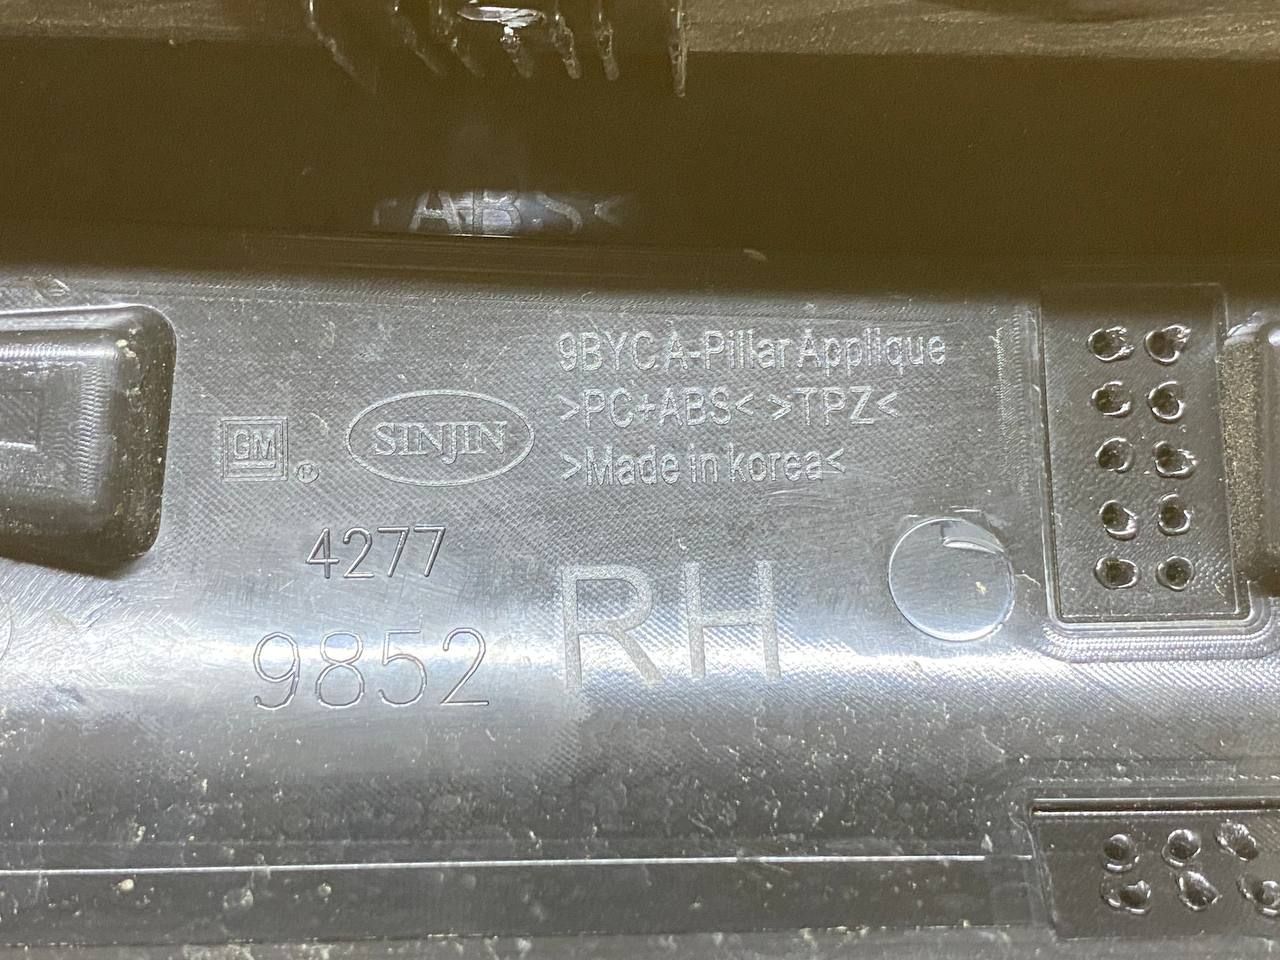 ABS<
9BYC A-Pillar Applique
>PC+ABS< >TPZ<
>Made in korea<
GM ®
SINJIN
4277
9852
RH